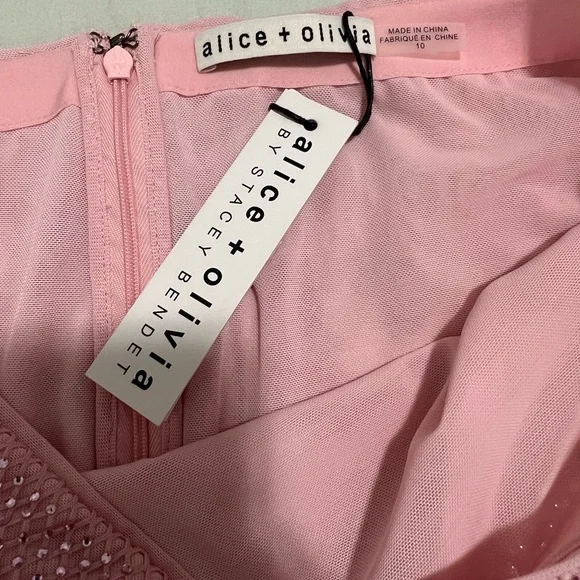 alice + olivia
MADE IN CHINA
FABRIQUÉ EN CHINE
10
alice + olivia
BY STACEY BENDET